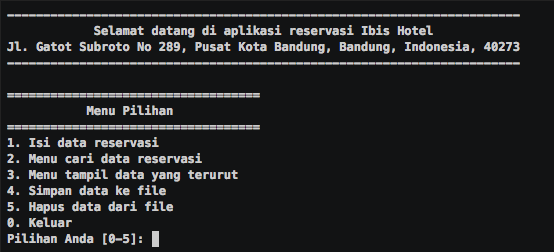 Selamat datang di aplikasi reservasi Ibis Hotel
Jl. Gatot Subroto No 289, Pusat Kota Bandung, Bandung, Indonesia, 40273
Menu Pilihan
1. Isi data reservasi
2. Menu cari data reservasi
3. Menu tampil data yang terurut
4. Simpan data ke file
5. Hapus data dari file
0. Keluar
Pilihan Anda [0-5]: